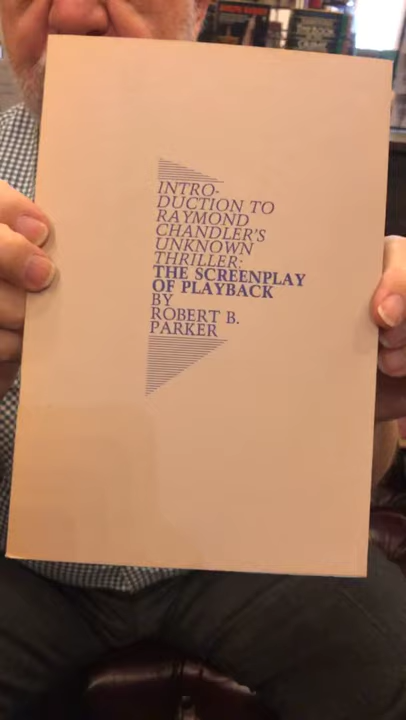 INTRO-
DUCTION TO
RAYMOND
CHANDLER'S
UNKNOWN
THRILLER:
THE SCREENPLAY
OF PLAYBACK
BY
ROBERT B.
PARKER